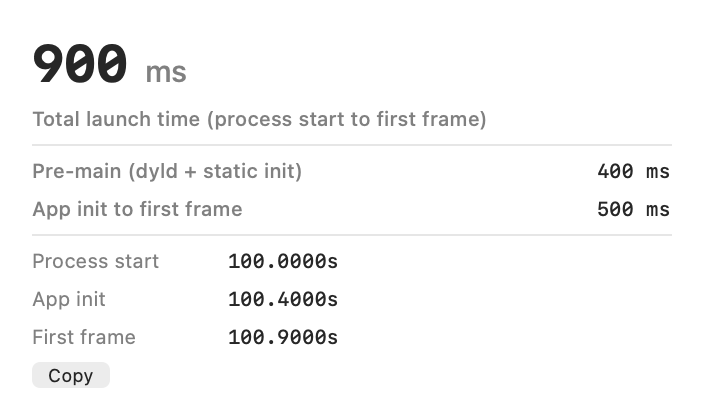 900 ms
Total launch time (process start to first frame)
Pre-main (dyld + static init) 400 ms
App init to first frame 500 ms
Process start 100.0000s
App init 100.4000s
First frame 100.9000s
Copy